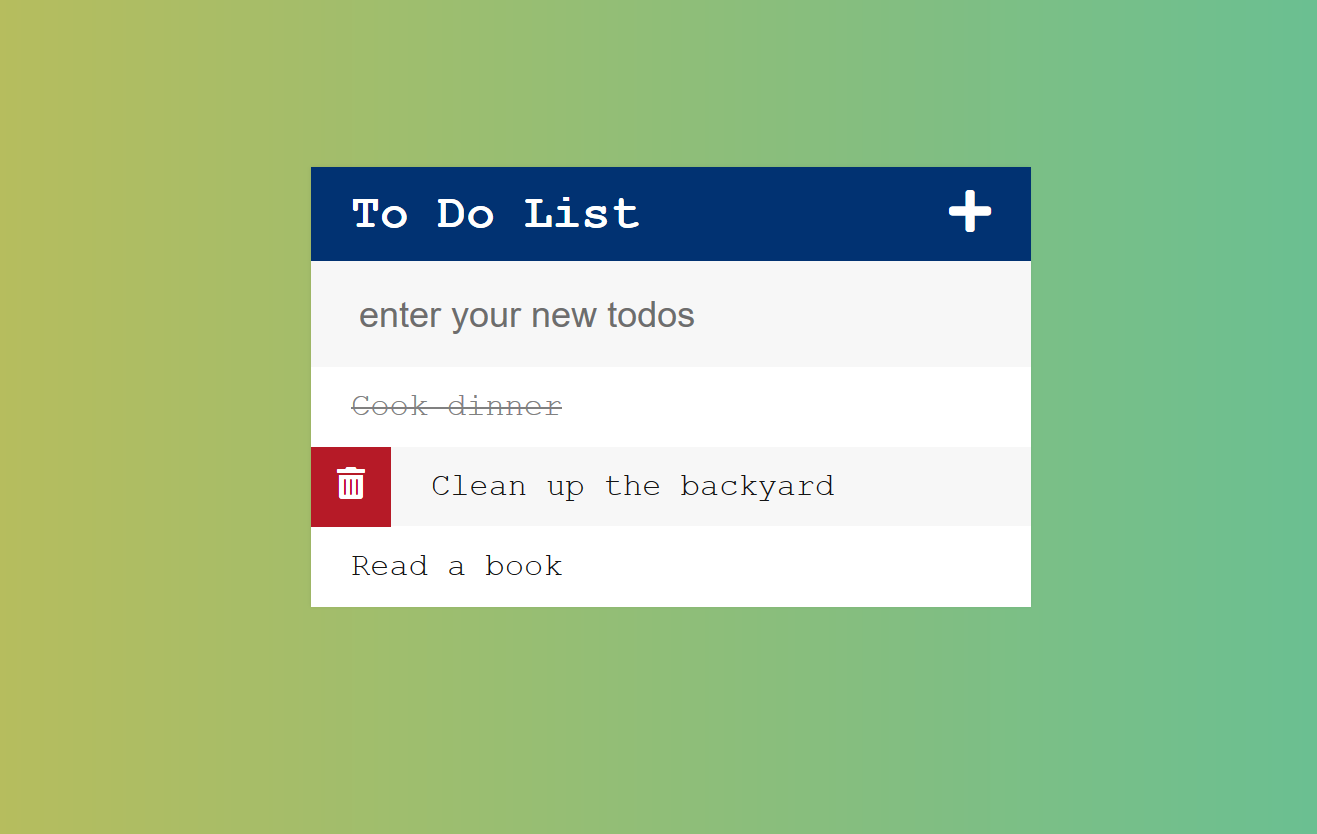 To Do List
enter your new todos
Cook dinner
Clean up the backyard
Read a book